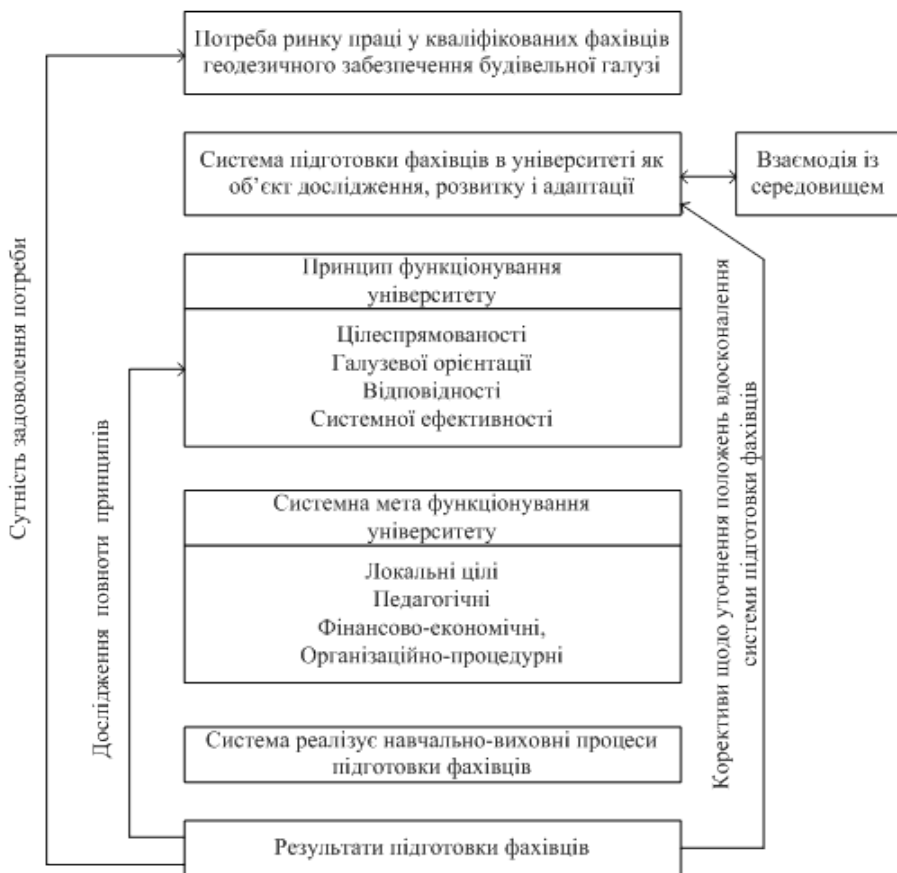 Потреба ринку праці у кваліфікованих фахівців
геодезичного забезпечення будівельної галузі
Система підготовки фахівців в університеті як
об’єкт дослідження, розвитку і адаптації
Взаємодія із
середовищем
Принцип функціонування
університету
Цілеспрямованості
Галузевої орієнтації
Відповідності
Системної ефективності
Системна мета функціонування
університету
Локальні цілі
Педагогічні
Фінансово-економічні,
Організаційно-процедурні
Система реалізує навчально-виховні процеси
підготовки фахівців
Результати підготовки фахівців
Сутність задоволення потреби
Дослідження повноти принципів
Корективи щодо уточнення положень вдосконалення
системи підготовки фахівців